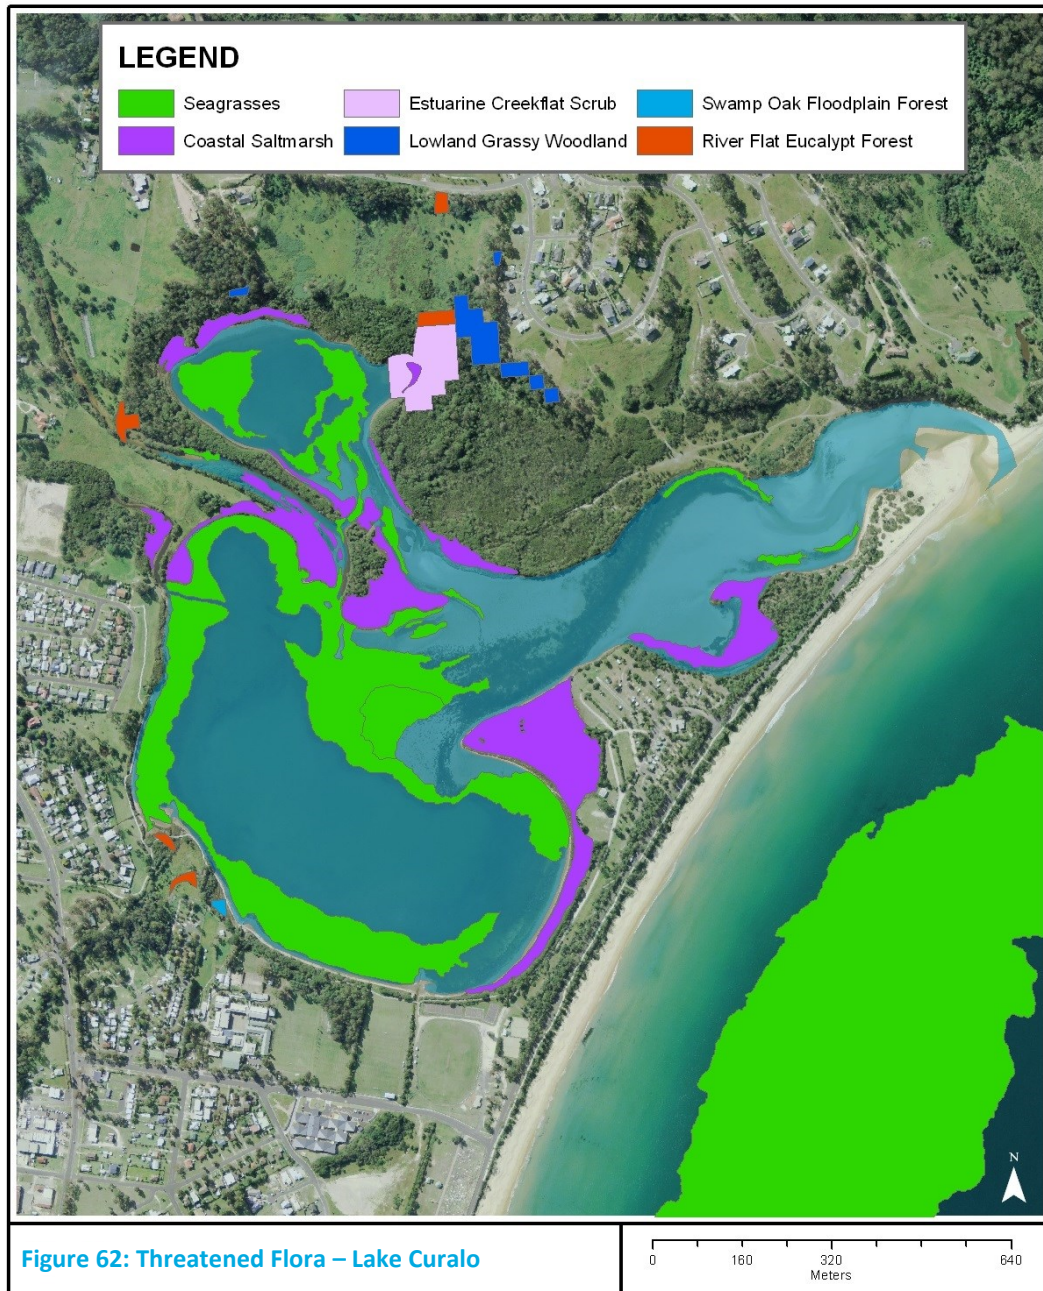 LEGEND
Seagrasses
Estuarine Creekflat Scrub
Swamp Oak Floodplain Forest
Coastal Saltmarsh
Lowland Grassy Woodland
River Flat Eucalypt Forest
N
Figure 62: Threatened Flora – Lake Curalo
0 160 320 640
Meters